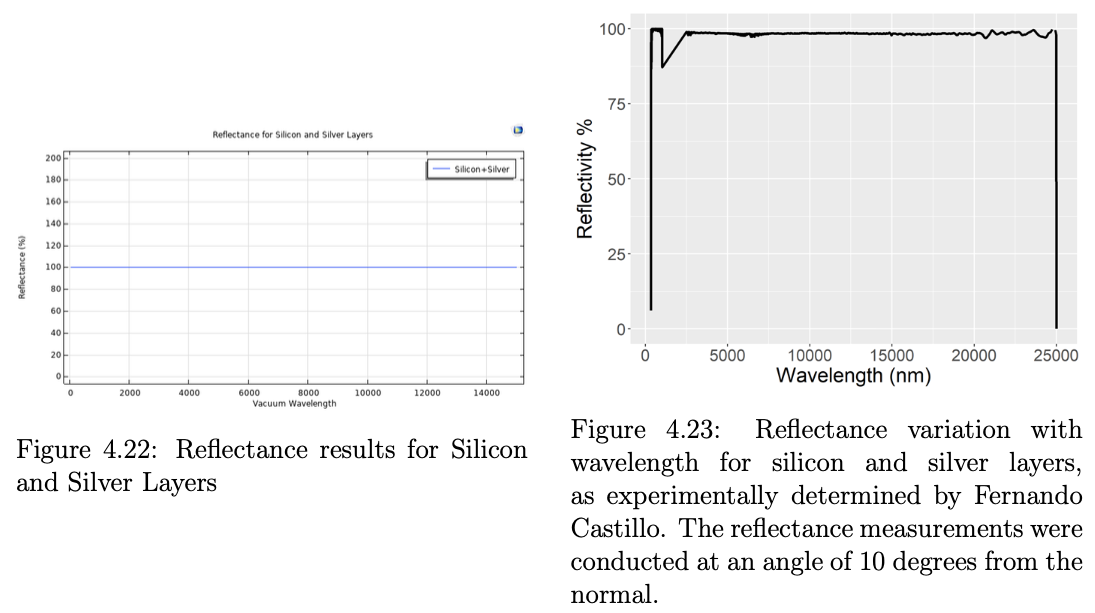 Reflectance for Silicon and Silver Layers
Silicon+Silver
Reflectance (%)
200
180
160
140
120
100
80
60
40
20
0
0 2000 4000 6000 8000 10000 12000 14000
Vacuum Wavelength
Figure 4.22: Reflectance results for Silicon
and Silver Layers
Reflectivity %
100
75
50
25
0
0 5000 10000 15000 20000 25000
Wavelength (nm)
Figure 4.23: Reflectance variation with
wavelength for silicon and silver layers,
as experimentally determined by Fernando
Castillo. The reflectance measurements were
conducted at an angle of 10 degrees from the
normal.